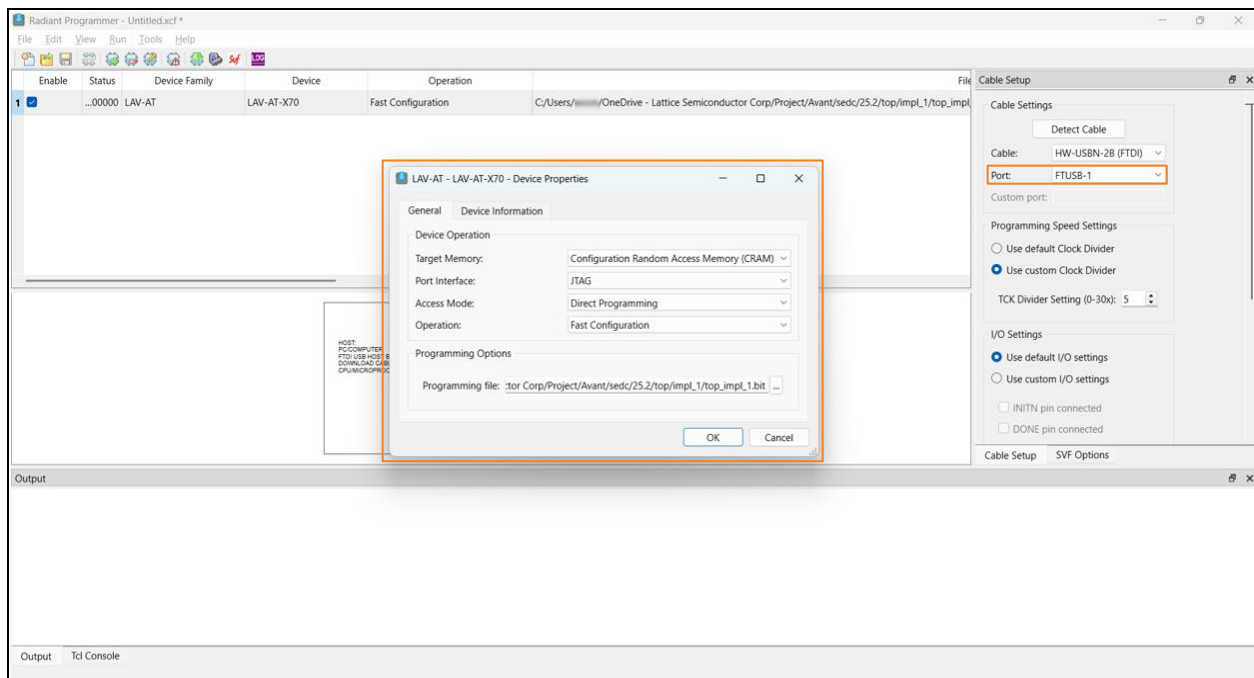 Radiant Programmer - Untitled.xcf *
File Edit View Run Tools Help
Svf LOG
Enable Status Device Family Device Operation File
1 ...00000 LAV-AT LAV-AT-X70 Fast Configuration C:/Users/ /OneDrive - Lattice Semiconductor Corp/Project/Avant/sedc/25.2/top/impl_1/top_impl_
HOST:
PC/COMPUTER
FTDI USB HOST
DOWNLOAD
LAV-AT - LAV-AT-X70 - Device Properties
General Device Information
Device Operation
Target Memory: Configuration Random Access Memory (CRAM)
Port Interface: JTAG
Access Mode: Direct Programming
Operation: Fast Configuration
Programming Options
Programming file: :tor Corp/Project/Avant/sedc/25.2/top/impl_1/top_impl_1.bit ...
OK Cancel
Cable Setup
Cable Settings
Detect Cable
Cable: HW-USBN-2B (FTDI)
Port: FTUSB-1
Custom port:
Programming Speed Settings
Use default Clock Divider
Use custom Clock Divider
TCK Divider Setting (0-30x): 5
I/O Settings
Use default I/O settings
Use custom I/O settings
INITN pin connected
DONE pin connected
Cable Setup SVF Options
Output
Output Tcl Console